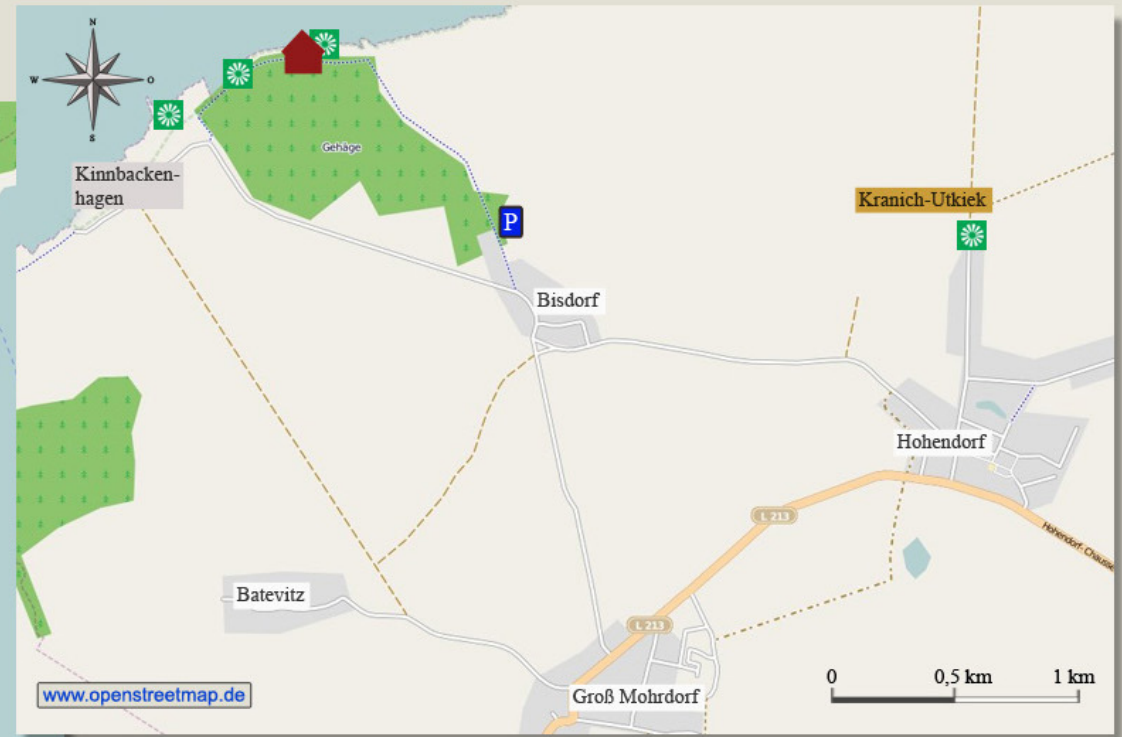 N
W
O
S
Gehäge
Kinnbacken-
hagen
Kranich-Utkiek
P
Bisdorf
Hohendorf
L 213
Hohendorf- Chausse
Batevitz
L 213
Groß Mohrdorf
0
0,5 km
1 km
www.openstreetmap.de